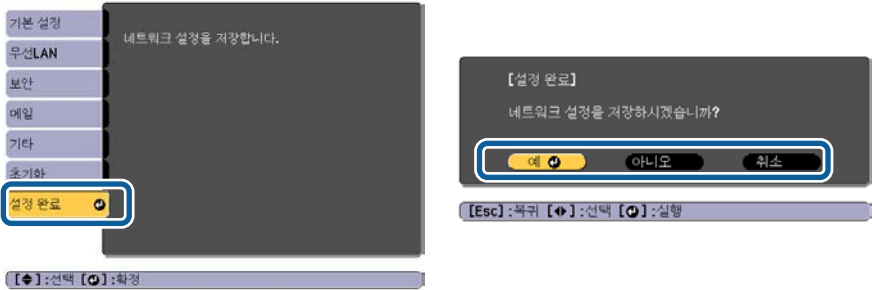 기본 설정
무선LAN
보안
메일
기타
초기화
설정 완료
네트워크 설정을 저장합니다.
[ ]:선택 [ ]:확정
[설정 완료]
네트워크 설정을 저장하시겠습니까?
예
아니오
취소
[Esc]:복귀 [ ]:선택 [ ]:실행